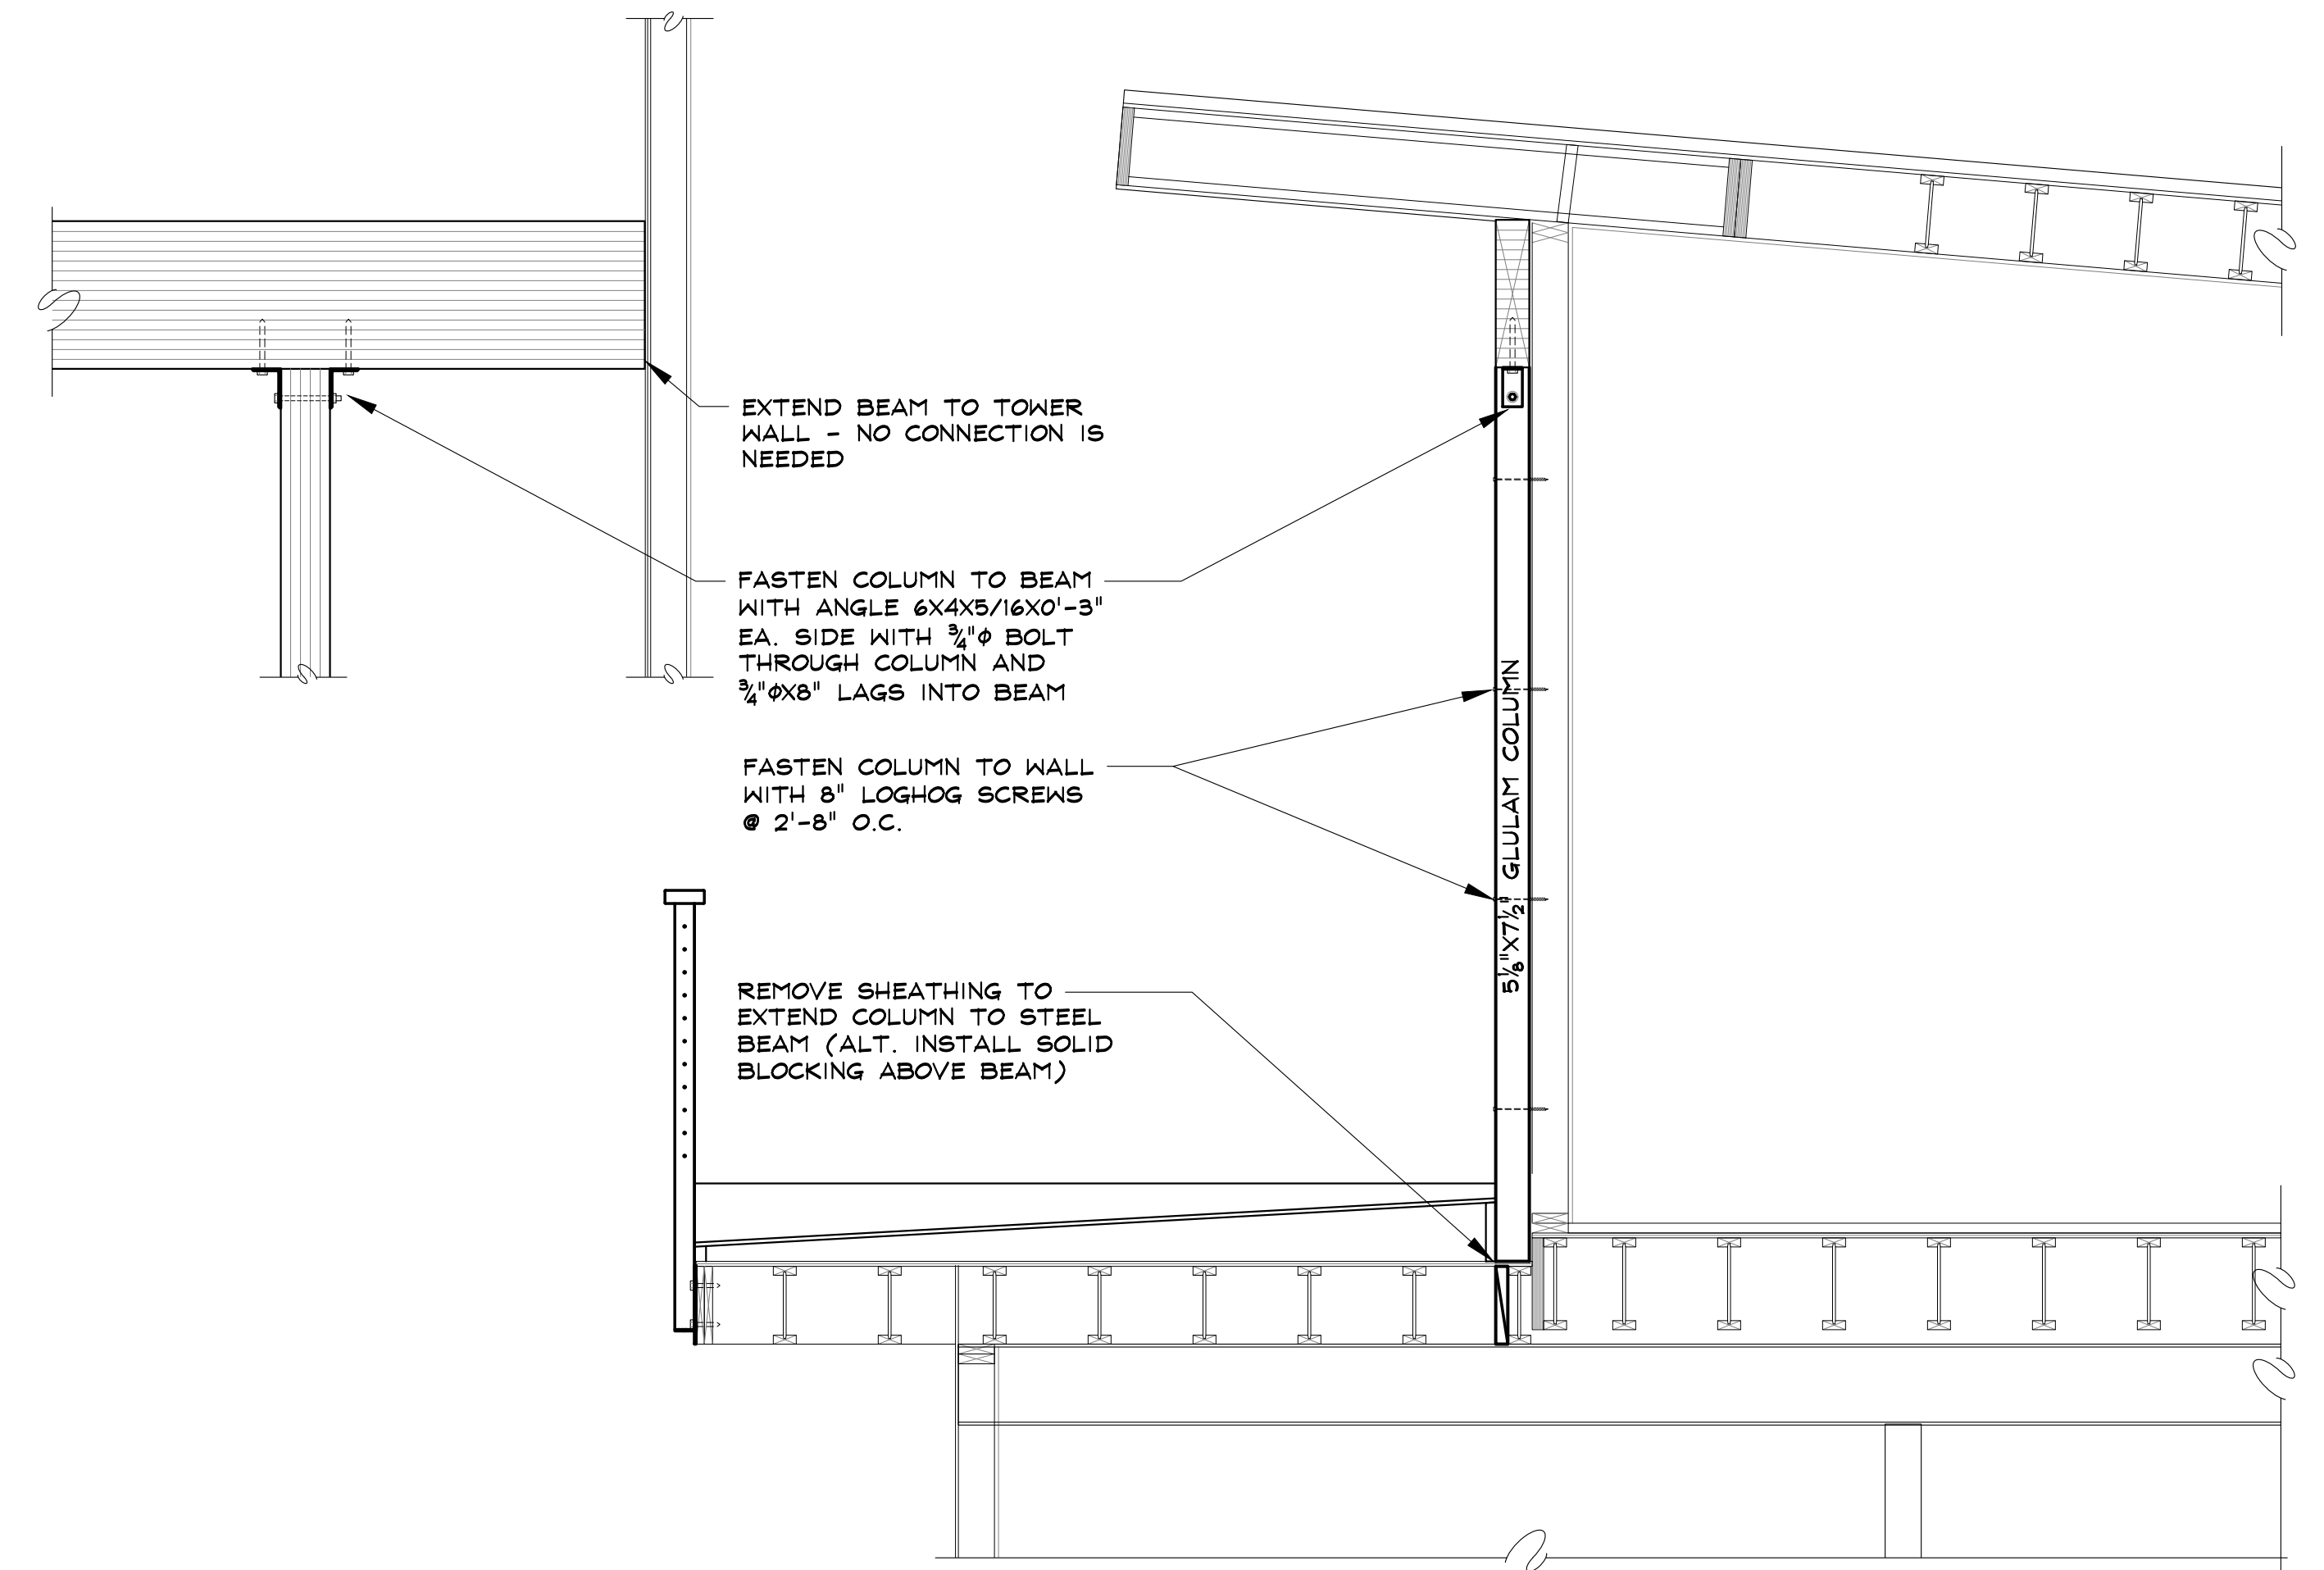 EXTEND BEAM TO TOWER
WALL - NO CONNECTION IS
NEEDED
FASTEN COLUMN TO BEAM
WITH ANGLE 6X4X5/16X0'-3"
EA. SIDE WITH ¾"ϕ BOLT
THROUGH COLUMN AND
¾"ϕX8" LAGS INTO BEAM
FASTEN COLUMN TO WALL
WITH 8" LOGHOG SCREWS
@ 2'-8" O.C.
REMOVE SHEATHING TO
EXTEND COLUMN TO STEEL
BEAM (ALT. INSTALL SOLID
BLOCKING ABOVE BEAM)
5⅛"X7½" GLULAM COLUMN